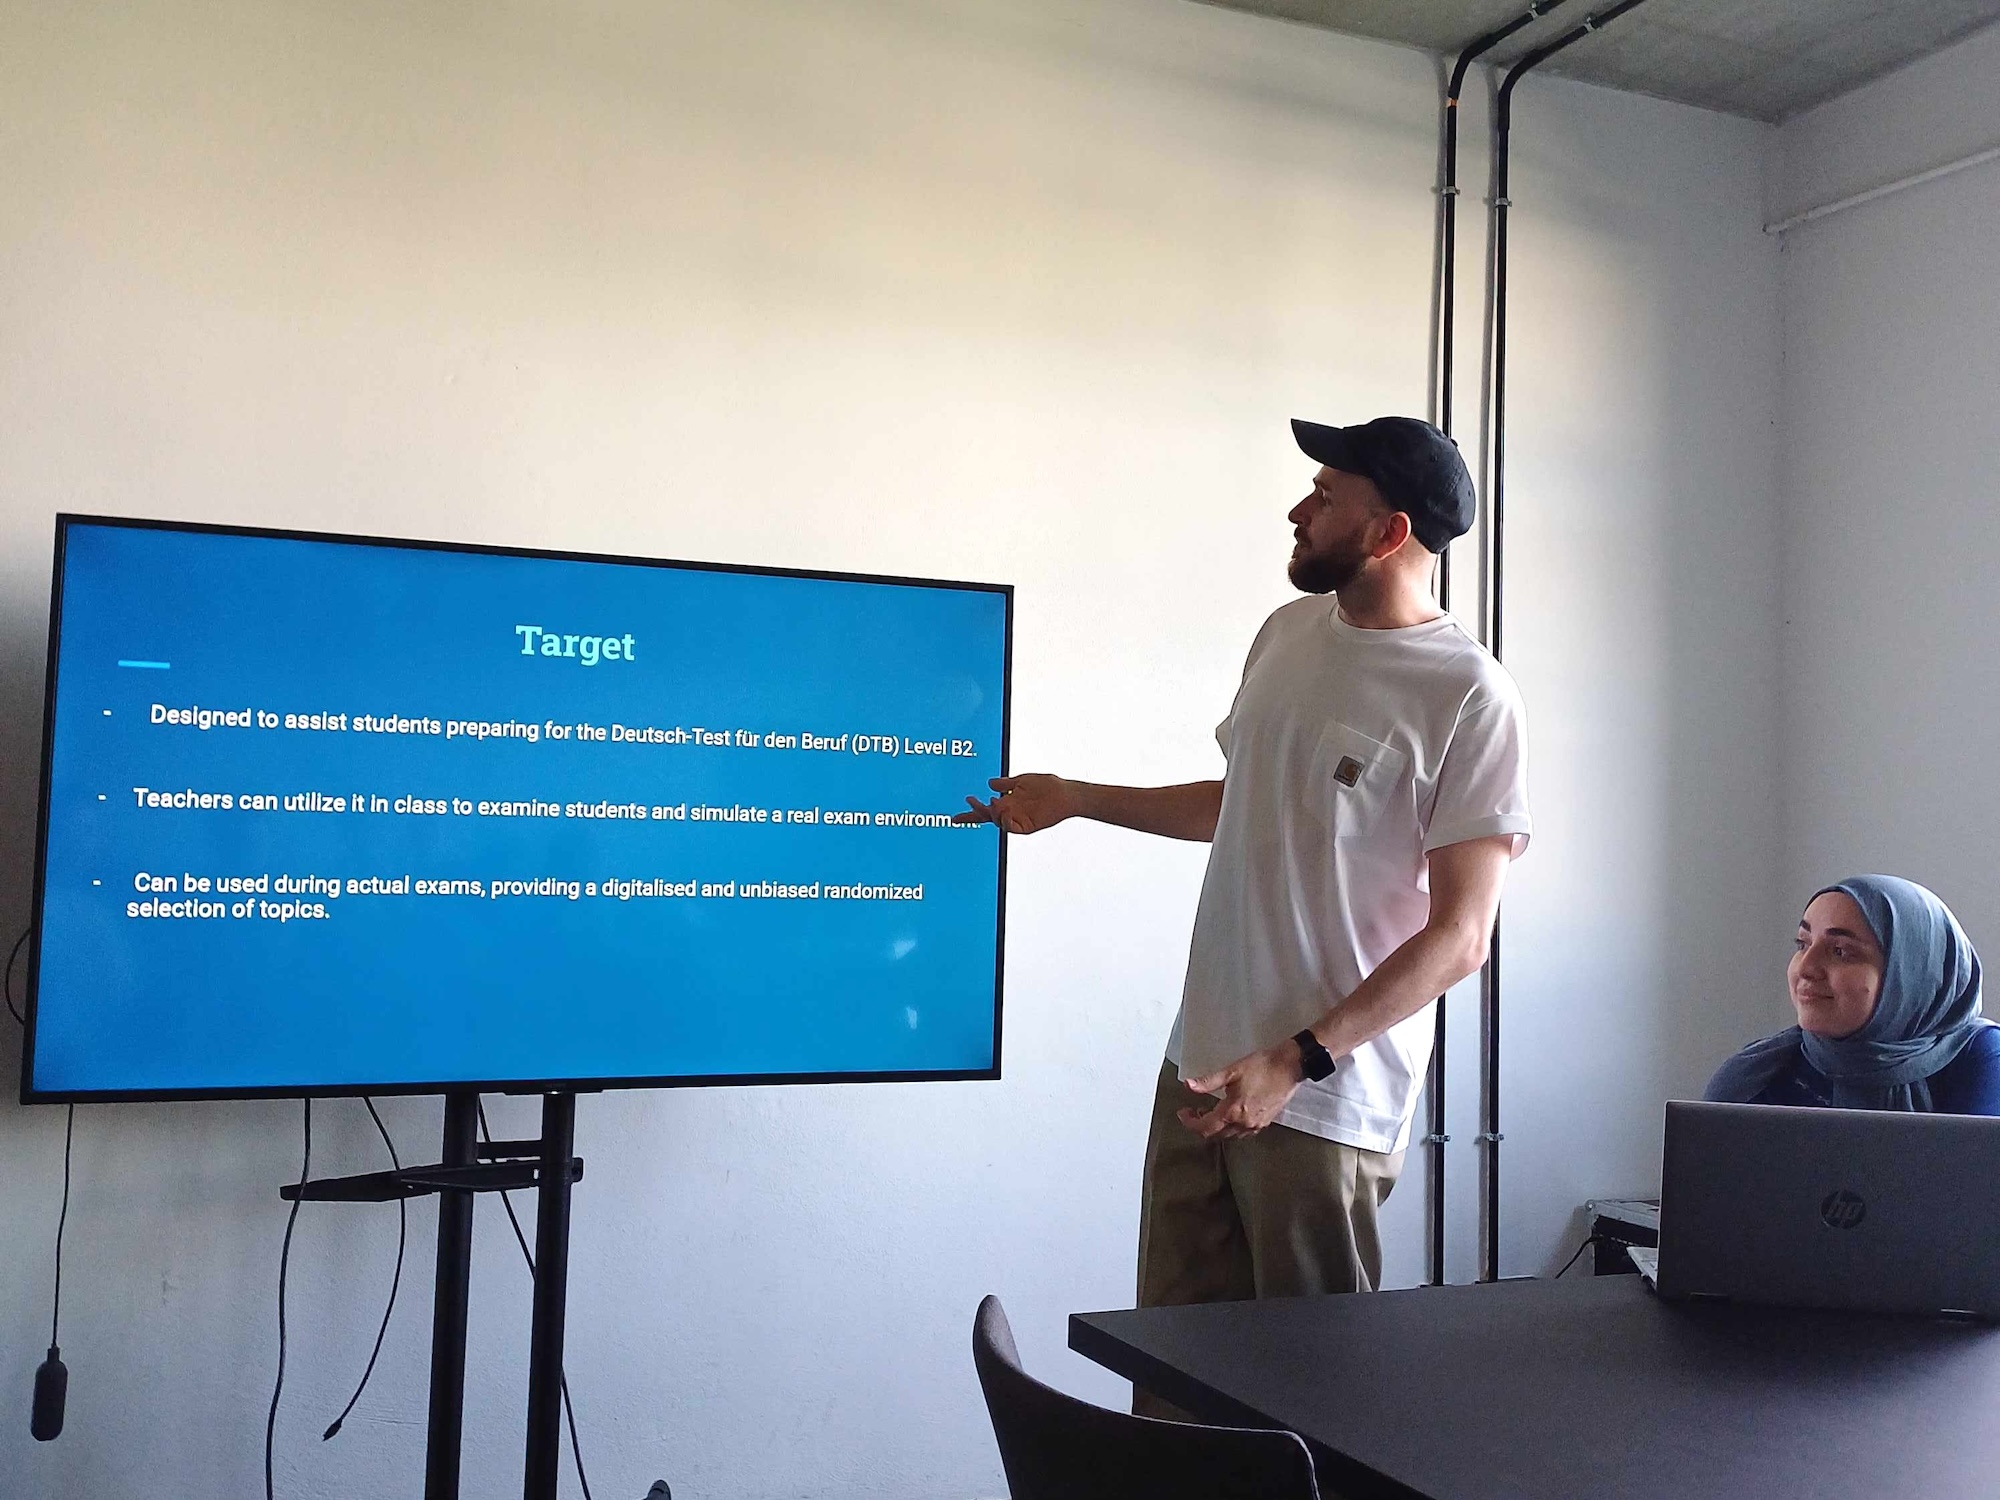 Target
- Designed to assist students preparing for the Deutsch-Test für den Beruf (DTB) Level B2.
- Teachers can utilize it in class to examine students and simulate a real exam environment.
- Can be used during actual exams, providing a digitalised and unbiased randomized
selection of topics.
hp